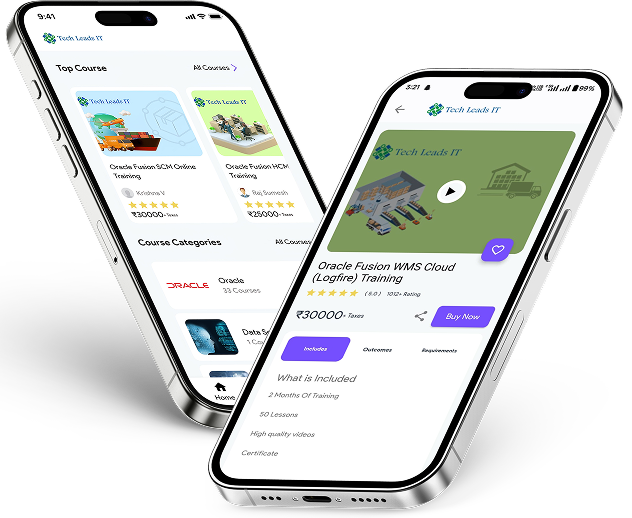 9:41
Tech Leads IT
Top Course
All Courses
Tech Leads IT
Tech Leads IT
Oracle Fusion SCM Online
Training
Oracle Fusion HCM
Training
Krishna V
Raj Sumesh
₹30000+ Taxes
₹25000+ Taxes
Course Categories
All Courses
ORACLE
Oracle
33 Courses
Data Sc
1 Cou
Home
5:21
99%
Tech Leads IT
Tech Leads IT
Oracle Fusion WMS Cloud
(Logfire) Training
(5.0) 1012+ Rating
₹30000+ Taxes
Buy Now
Includes
Outcomes
Requirements
What is Included
2 Months Of Training
50 Lessons
High quality videos
Certificate